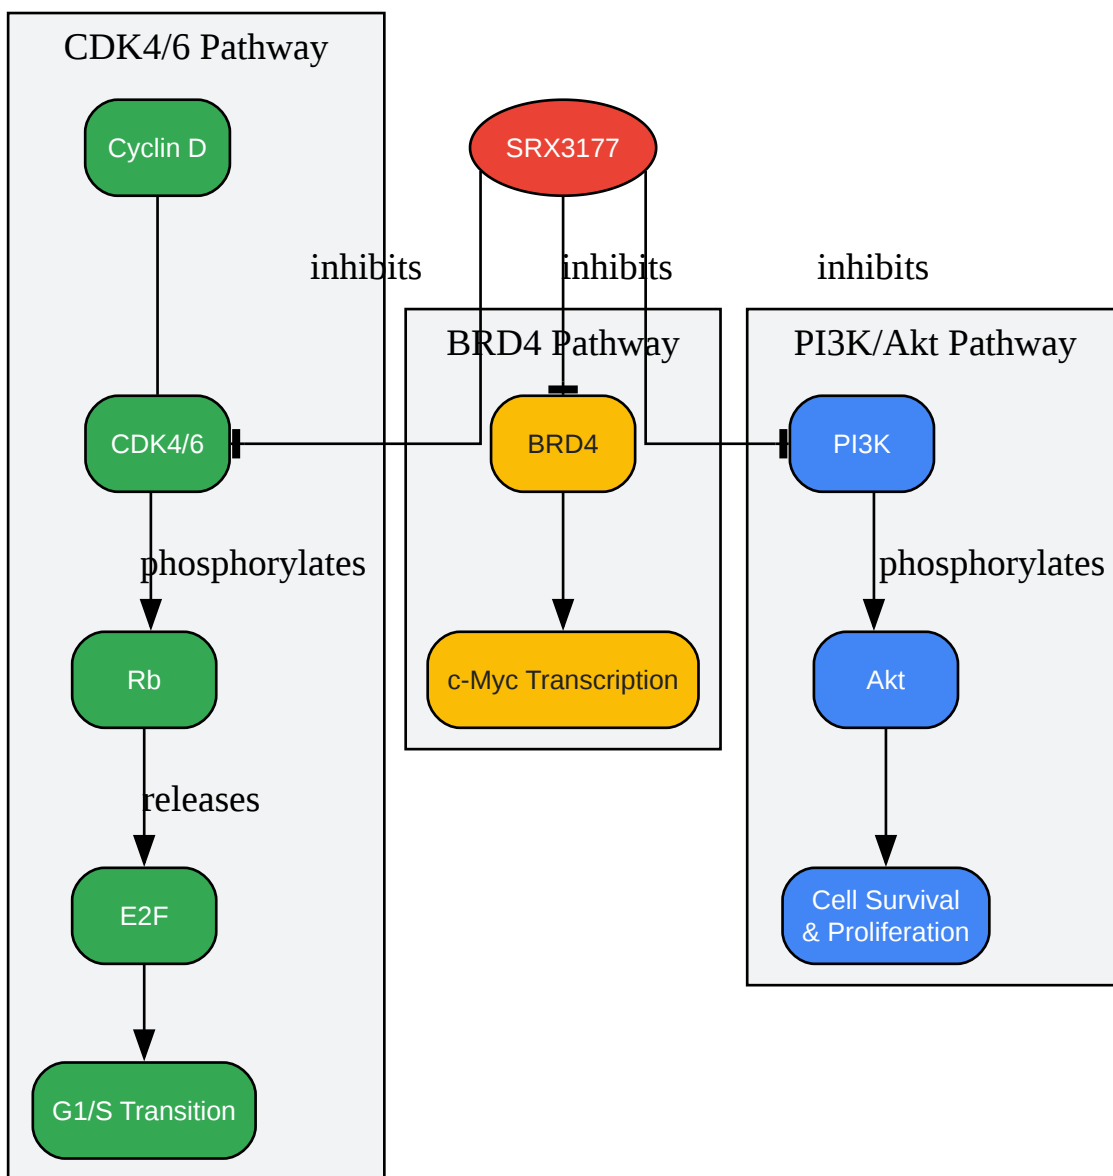 CDK4/6 Pathway
Cyclin D
SRX3177
inhibits
inhibits
inhibits
BRD4 Pathway
PI3K/Akt Pathway
CDK4/6
BRD4
PI3K
phosphorylates
phosphorylates
Rb
c-Myc Transcription
Akt
releases
E2F
Cell Survival
& Proliferation
G1/S Transition